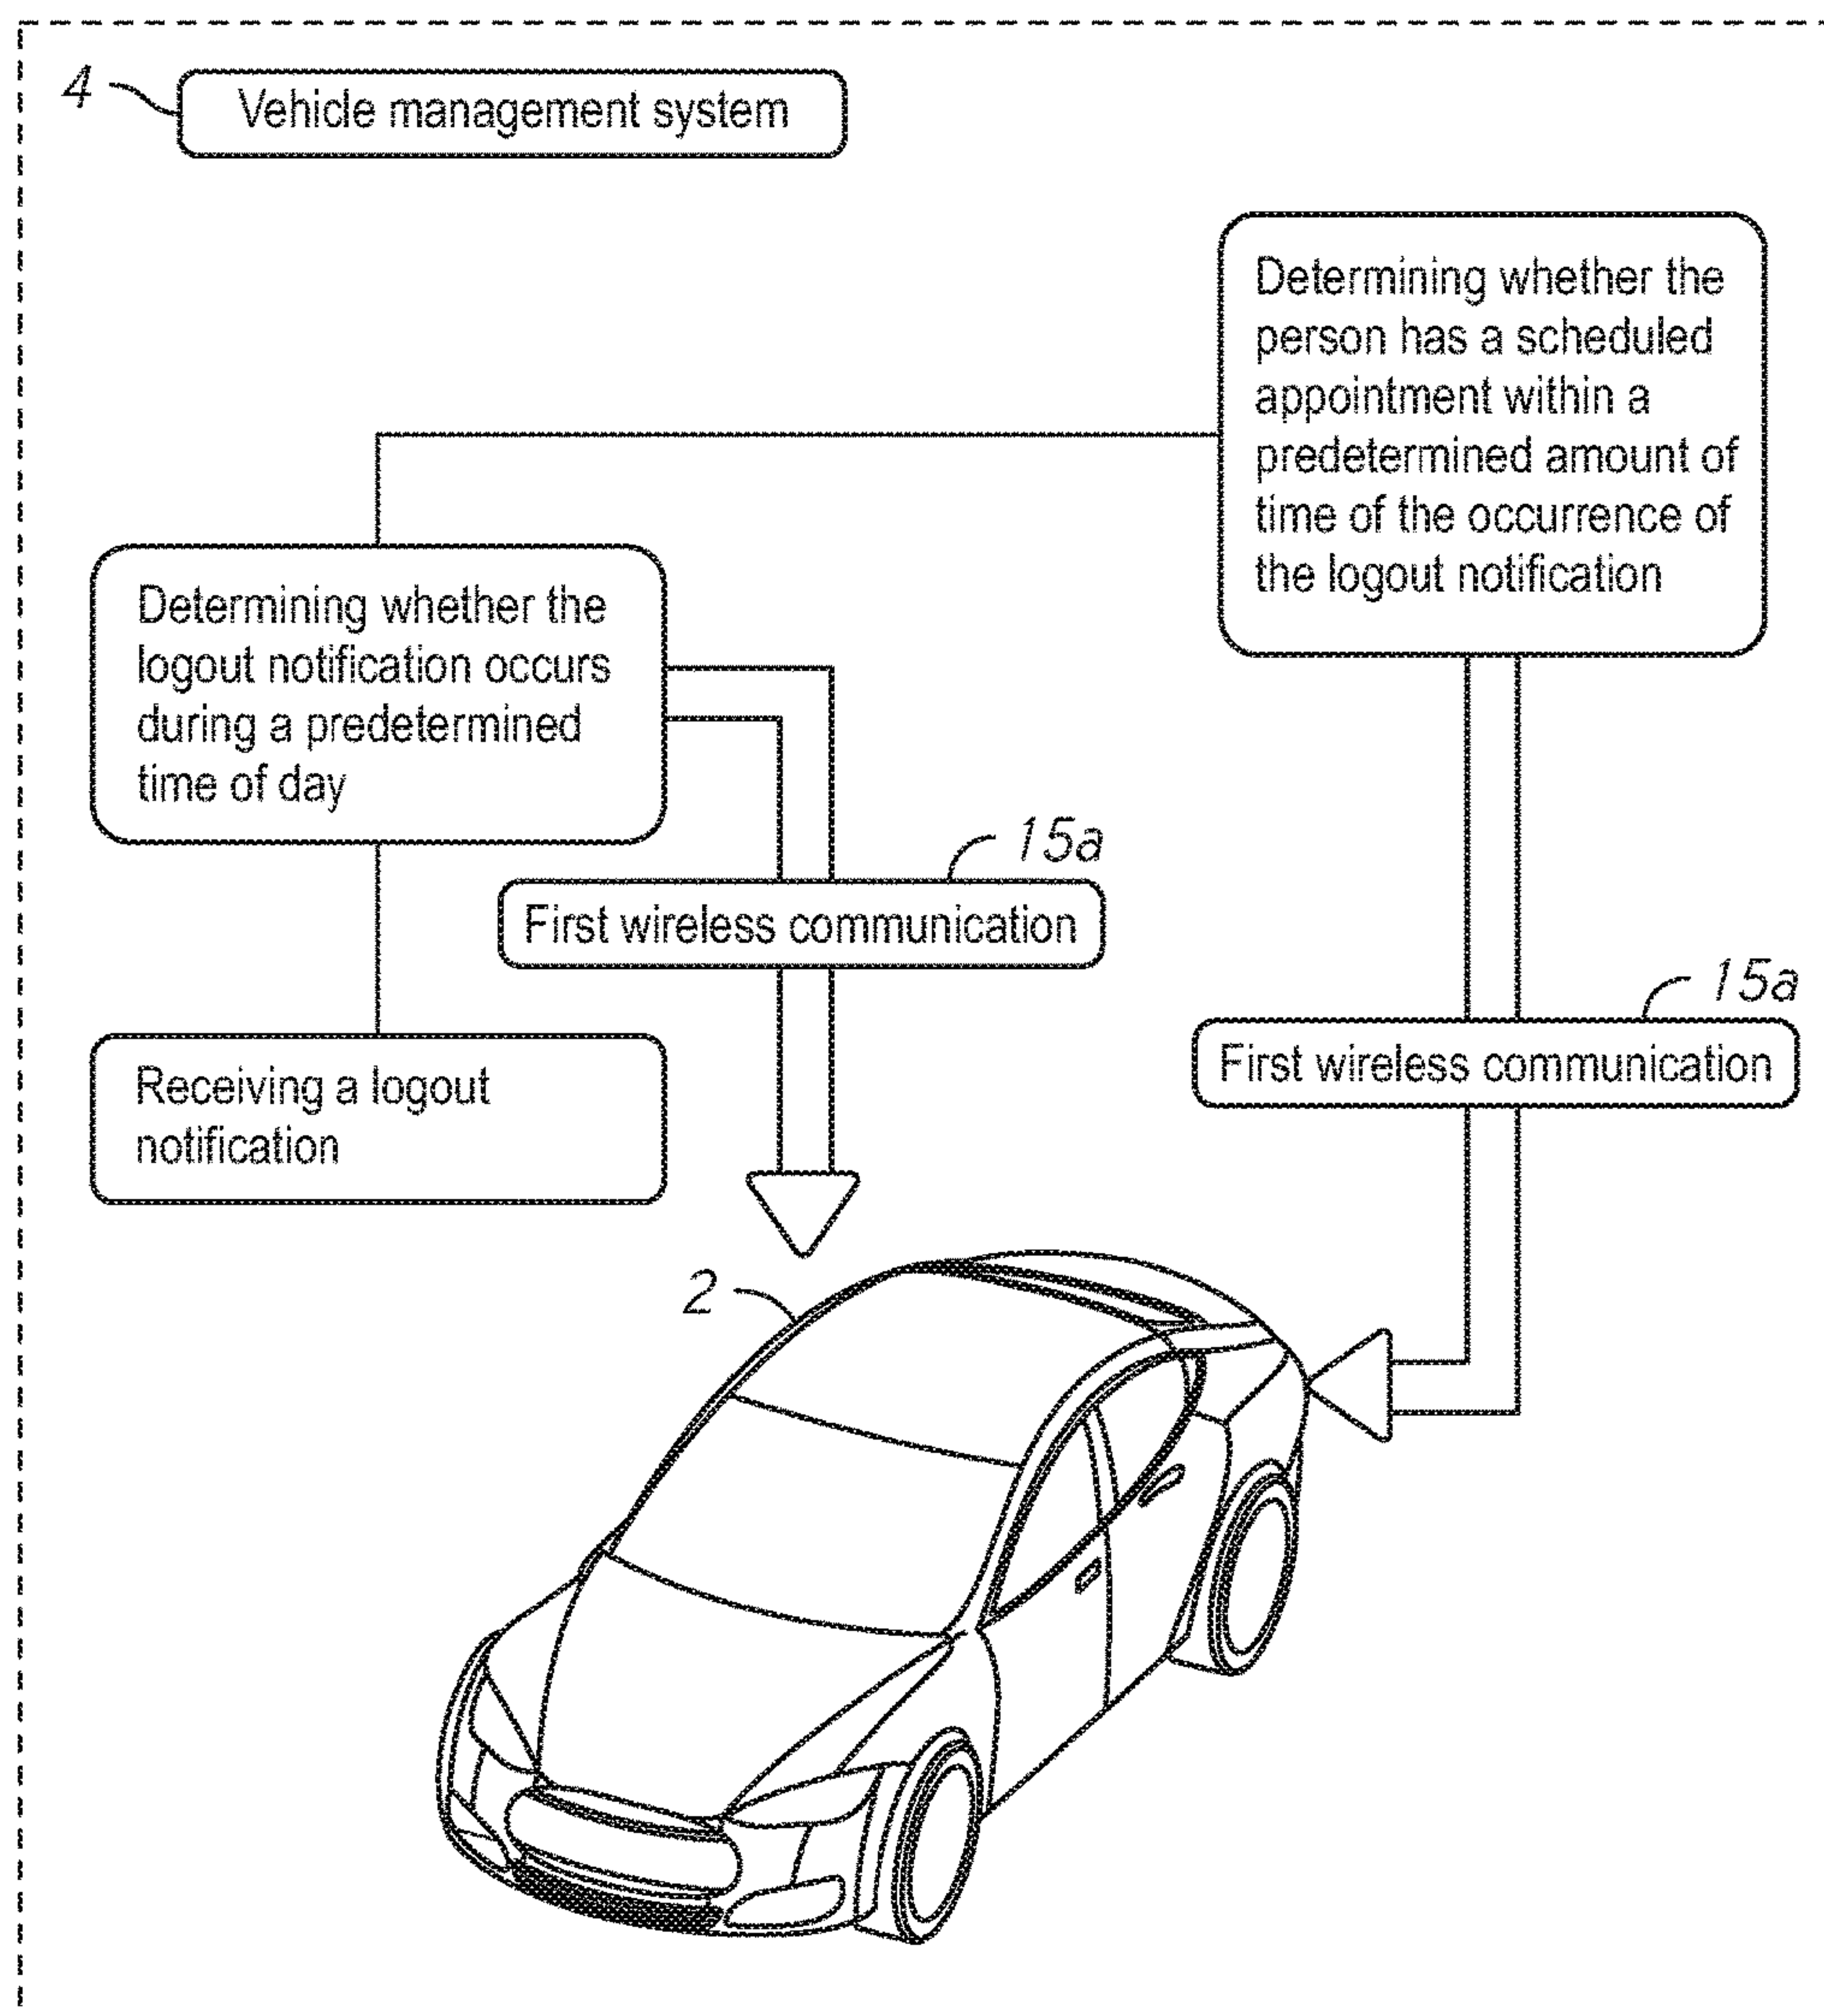 4
Vehicle management system
Determining whether the
person has a scheduled
appointment within a
predetermined amount of
time of the occurrence of
the logout notification
Determining whether the
logout notification occurs
during a predetermined
time of day
15a
First wireless communication
15a
First wireless communication
Receiving a logout
notification
2